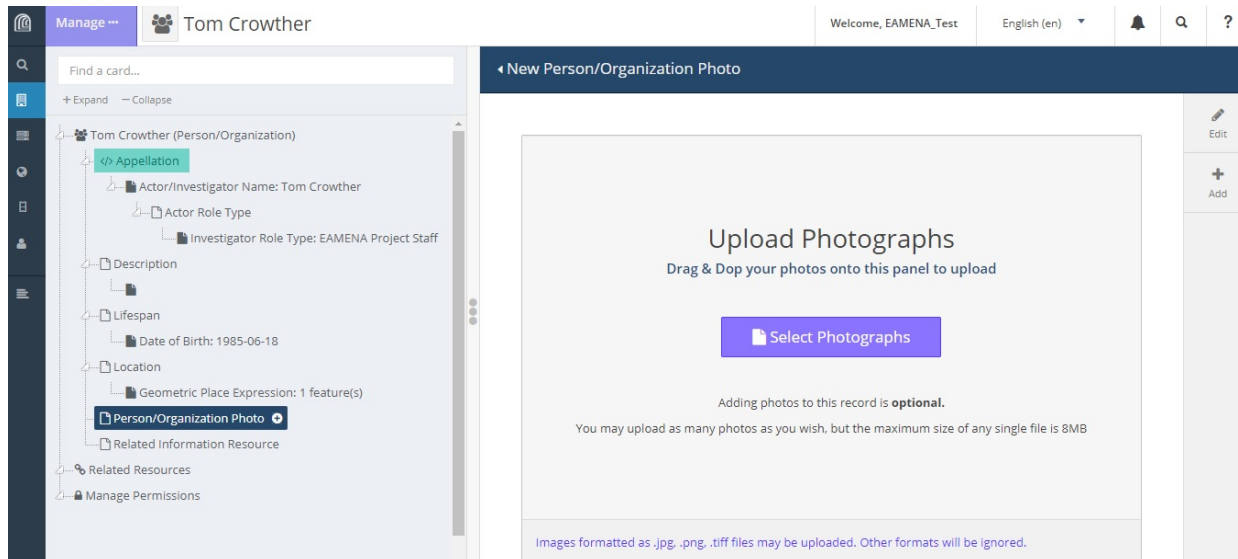 Manage
Tom Crowther
Welcome, EAMENA_Test
English (en)
?
Find a card...
+ Expand − Collapse
Tom Crowther (Person/Organization)
</> Appellation
Actor/Investigator Name: Tom Crowther
Actor Role Type
Investigator Role Type: EAMENA Project Staff
Description
Lifespan
Date of Birth: 1985-06-18
Location
Geometric Place Expression: 1 feature(s)
Person/Organization Photo
Related Information Resource
Related Resources
Manage Permissions
New Person/Organization Photo
Edit
Add
Upload Photographs
Drag & Dop your photos onto this panel to upload
Select Photographs
Adding photos to this record is optional.
You may upload as many photos as you wish, but the maximum size of any single file is 8MB
Images formatted as .jpg, .png, .tiff files may be uploaded. Other formats will be ignored.